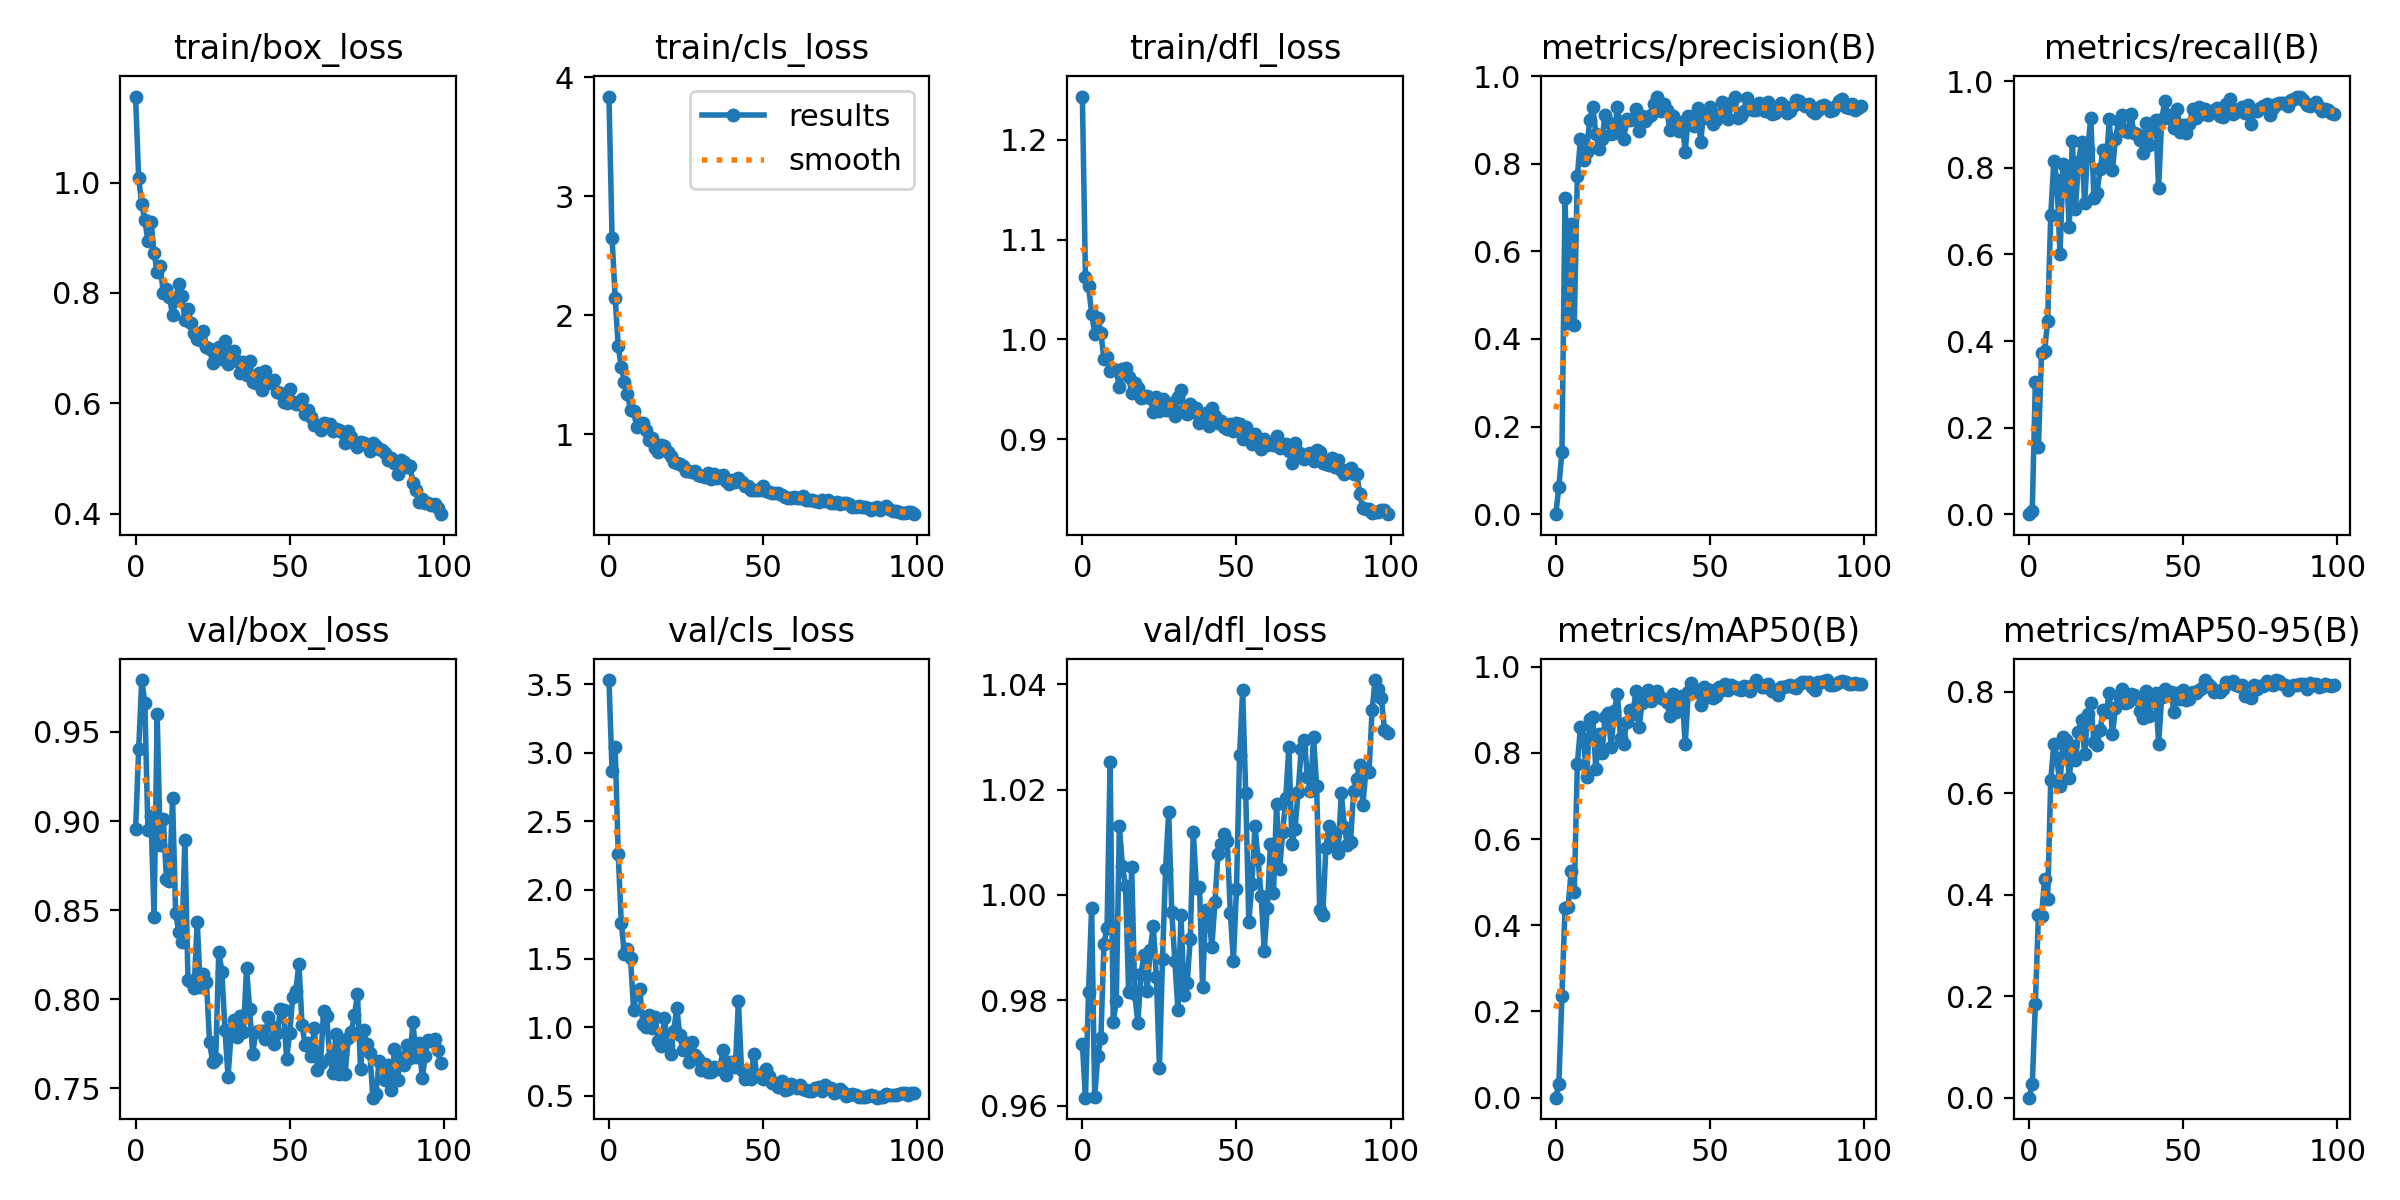 train/box_loss
1.0
0.8
0.6
0.4
0 50 100
train/cls_loss
results
smooth
4
3
2
1
0 50 100
train/dfl_loss
1.2
1.1
1.0
0.9
0 50 100
metrics/precision(B)
1.0
0.8
0.6
0.4
0.2
0.0
0 50 100
metrics/recall(B)
1.0
0.8
0.6
0.4
0.2
0.0
0 50 100
val/box_loss
0.95
0.90
0.85
0.80
0.75
0 50 100
val/cls_loss
3.5
3.0
2.5
2.0
1.5
1.0
0.5
0 50 100
val/dfl_loss
1.04
1.02
1.00
0.98
0.96
0 50 100
metrics/mAP50(B)
1.0
0.8
0.6
0.4
0.2
0.0
0 50 100
metrics/mAP50-95(B)
0.8
0.6
0.4
0.2
0.0
0 50 100